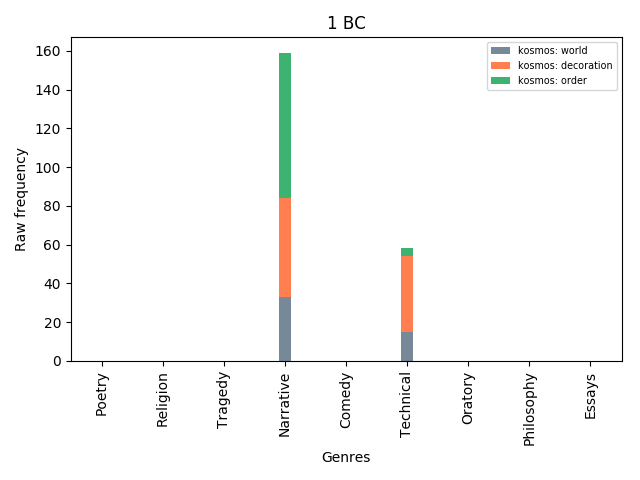 1 BC
kosmos: world
kosmos: decoration
kosmos: order
Raw frequency
160
140
120
100
80
60
40
20
0
Poetry
Religion
Tragedy
Narrative
Comedy
Technical
Oratory
Philosophy
Essays
Genres